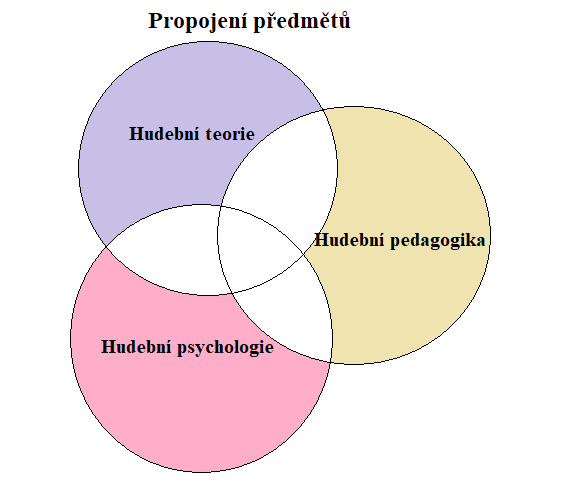 Propojení předmětů
Hudební teorie
Hudební pedagogika
Hudební psychologie